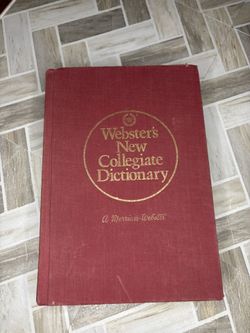 Webster's
New
Collegiate
Dictionary
a Merriam-Webster